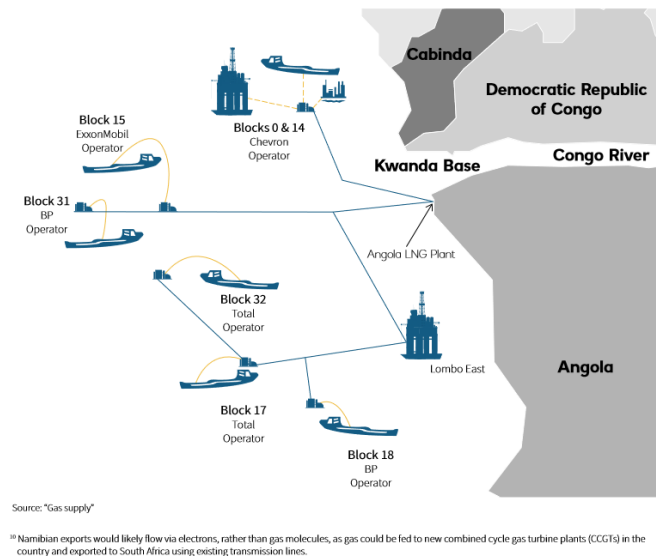 Cabinda
Democratic Republic
of Congo
Block 15
ExxonMobil
Operator
Blocks 0 & 14
Chevron
Operator
Kwanda Base
Congo River
Block 31
BP
Operator
Angola LNG Plant
Block 32
Total
Operator
Lombo East
Angola
Block 17
Total
Operator
Block 18
BP
Operator
Source: “Gas supply”
³⁰ Namibian exports would likely flow via electrons, rather than gas molecules, as gas could be fed to new combined cycle gas turbine plants (CCGTs) in the
country and exported to South Africa using existing transmission lines.